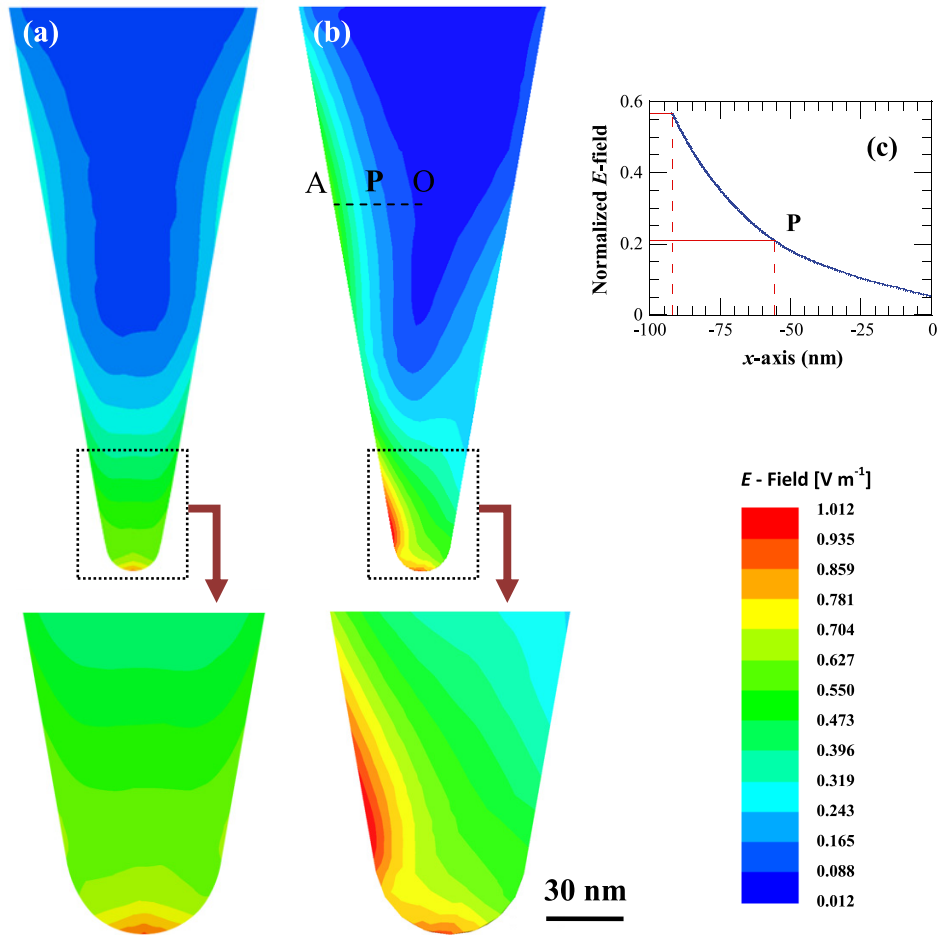 (a)
(b)
A P O
(c)
Normalized E-field
0.6
0.4
0.2
0
P
-100 -75 -50 -25 0
x-axis (nm)
E - Field [V m⁻¹]
1.012
0.935
0.859
0.781
0.704
0.627
0.550
0.473
0.396
0.319
0.243
0.165
0.088
0.012
30 nm